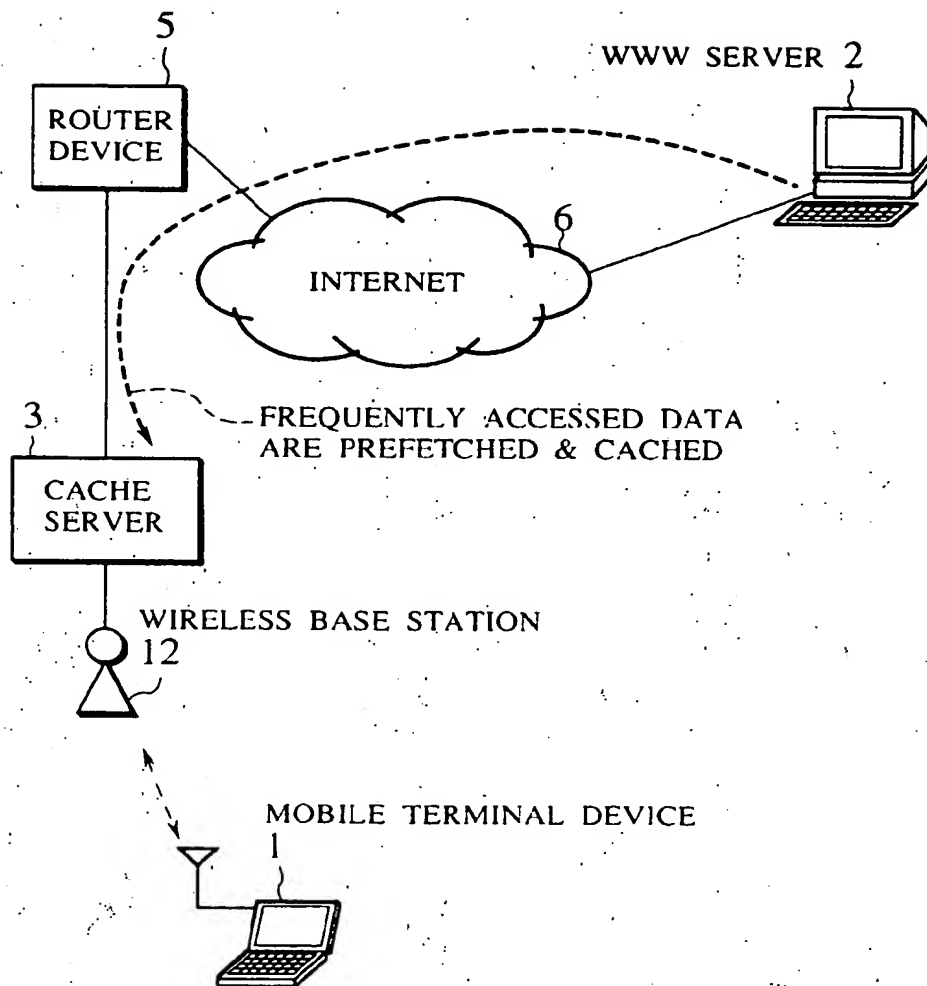 5
WWW SERVER 2
ROUTER
DEVICE
6
INTERNET
FREQUENTLY ACCESSED DATA
ARE PREFETCHED & CACHED
3
CACHE
SERVER
WIRELESS BASE STATION
12
MOBILE TERMINAL DEVICE
1